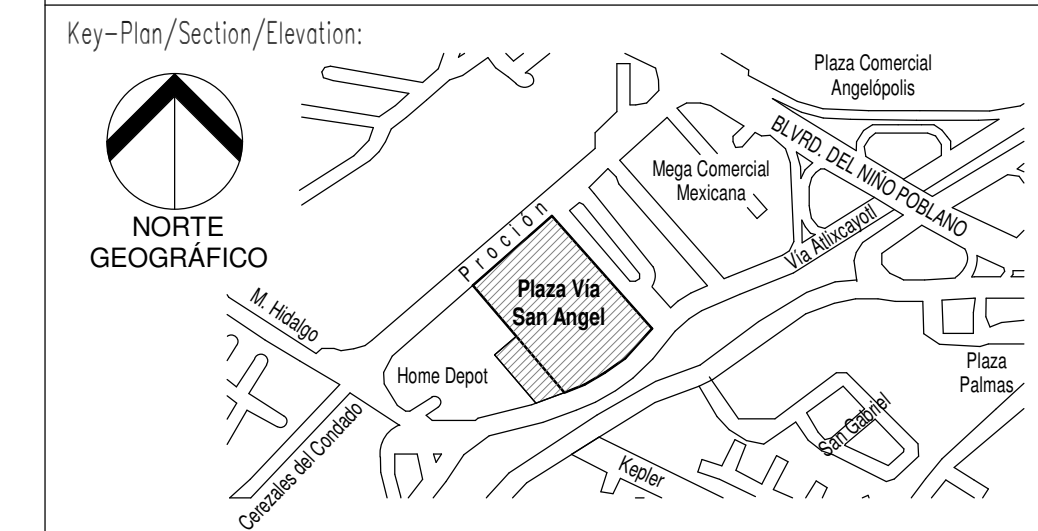 Key-Plan/Section/Elevation:
NORTE
GEOGRÁFICO
Plaza Comercial
Angelópolis
BLVRD. DEL NIÑO POBLANO
Mega Comercial
Mexicana
Vía Atlixcayotl
Proción
Plaza Vía
San Angel
M. Hidalgo
Home Depot
Plaza
Palmas
San Gabriel
Cerezales del Condado
Kepler